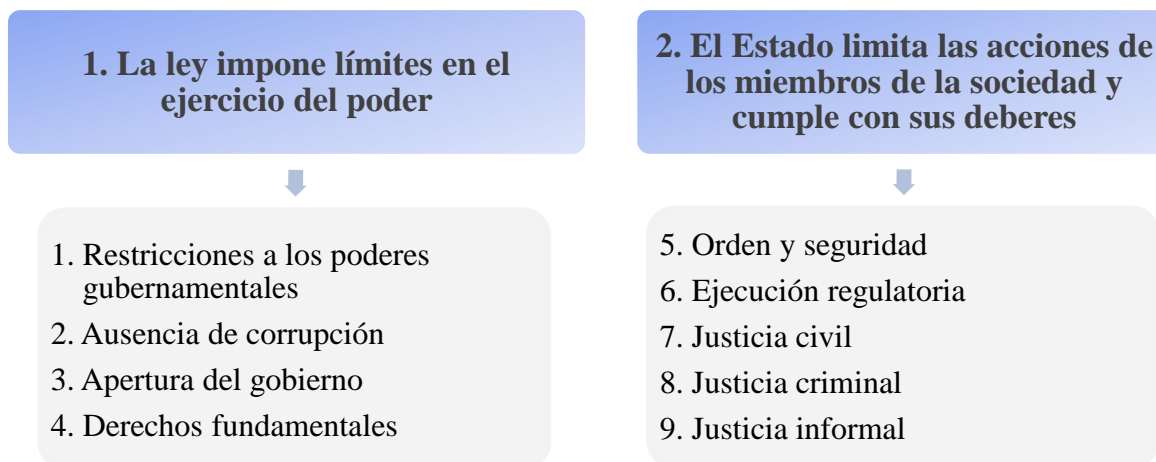 1. La ley impone límites en el
ejercicio del poder
1. Restricciones a los poderes
gubernamentales
2. Ausencia de corrupción
3. Apertura del gobierno
4. Derechos fundamentales
2. El Estado limita las acciones de
los miembros de la sociedad y
cumple con sus deberes
5. Orden y seguridad
6. Ejecución regulatoria
7. Justicia civil
8. Justicia criminal
9. Justicia informal